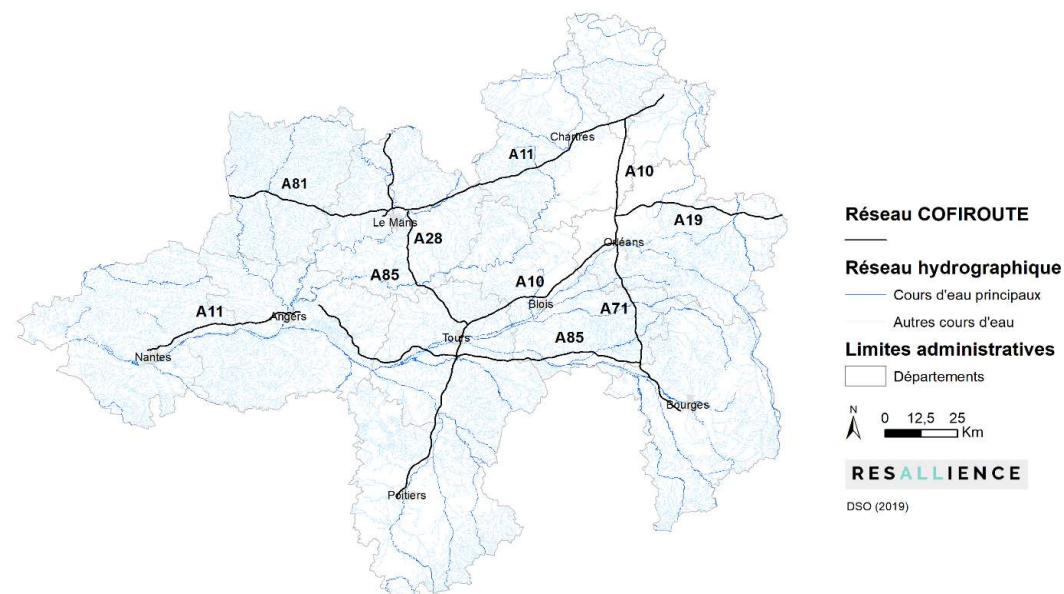 Chartres
A11
A10
A81
Le Mans
A19
A28
Orléans
A85
A10
Blois
A71
A11
Angers
Tours
A85
Nantes
Bourges
Poitiers
Réseau COFIROUTE
Réseau hydrographique
Cours d'eau principaux
Autres cours d'eau
Limites administratives
Départements
N
0 12,5 25
Km
RESALLIENCE
DSO (2019)